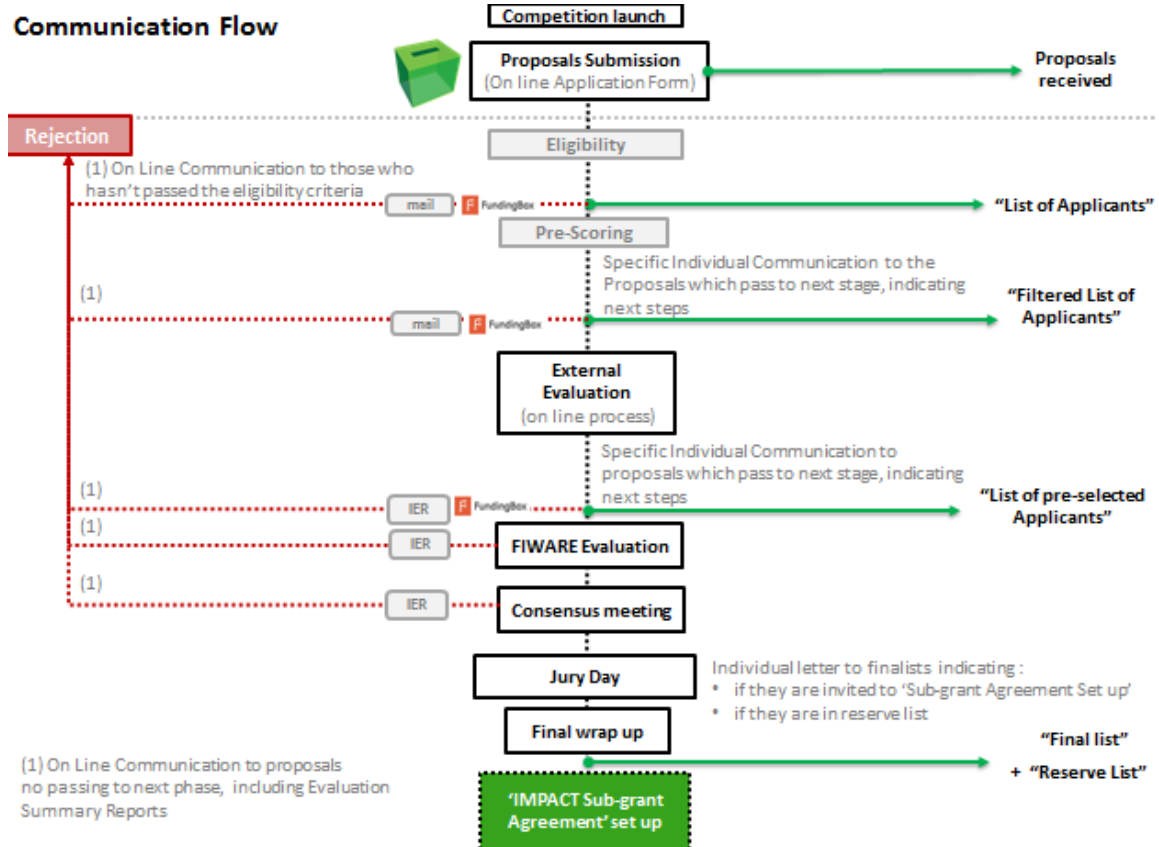 Communication Flow
Competition launch
Proposals Submission
(On line Application Form)
Proposals
received
Rejection
Eligibility
(1) On Line Communication to those who
hasn't passed the eligibility criteria
mail
F FundingBox
“List of Applicants”
Pre-Scoring
Specific Individual Communication to the
Proposals which pass to next stage, indicating
next steps
(1)
mail
F FundingBox
“Filtered List of
Applicants”
External
Evaluation
(on line process)
Specific Individual Communication to
proposals which pass to next stage, indicating
next steps
(1)
IER
F FundingBox
“List of pre-selected
Applicants”
(1)
IER
FIWARE Evaluation
(1)
IER
Consensus meeting
Jury Day
Individual letter to finalists indicating :
• if they are invited to ‘Sub-grant Agreement Set up’
• if they are in reserve list
Final wrap up
“Final list”
+ “Reserve List”
(1) On Line Communication to proposals
no passing to next phase, including Evaluation
Summary Reports
‘IMPACT Sub-grant
Agreement’ set up